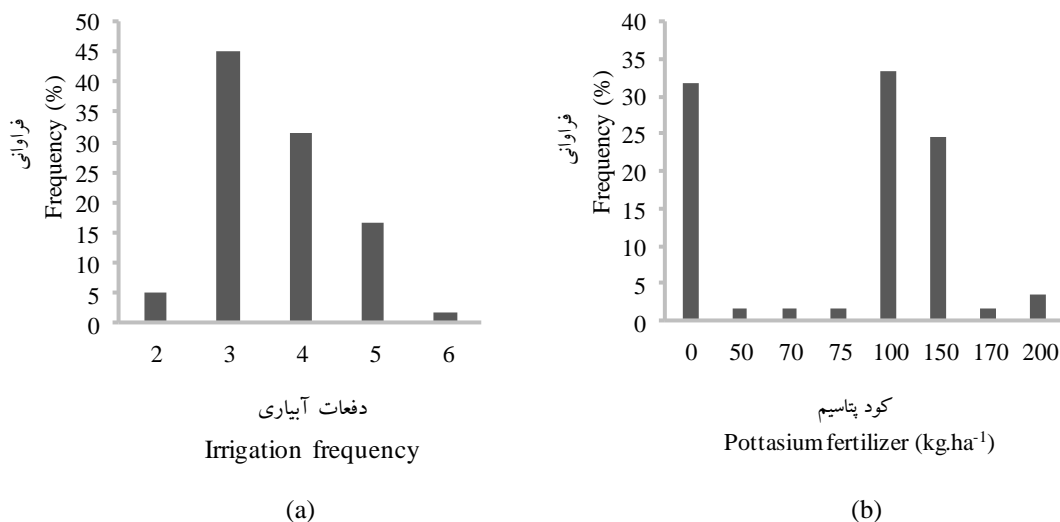 50
45
40
35
30
25
20
15
10
5
0
فراوانی
Frequency (%)
2 3 4 5 6
دفعات آبیاری
Irrigation frequency
(a)
40
35
30
25
20
15
10
5
0
فراوانی
Frequency (%)
0 50 70 75 100 150 170 200
کود پتاسیم
Pottasium fertilizer (kg.ha-1)
(b)